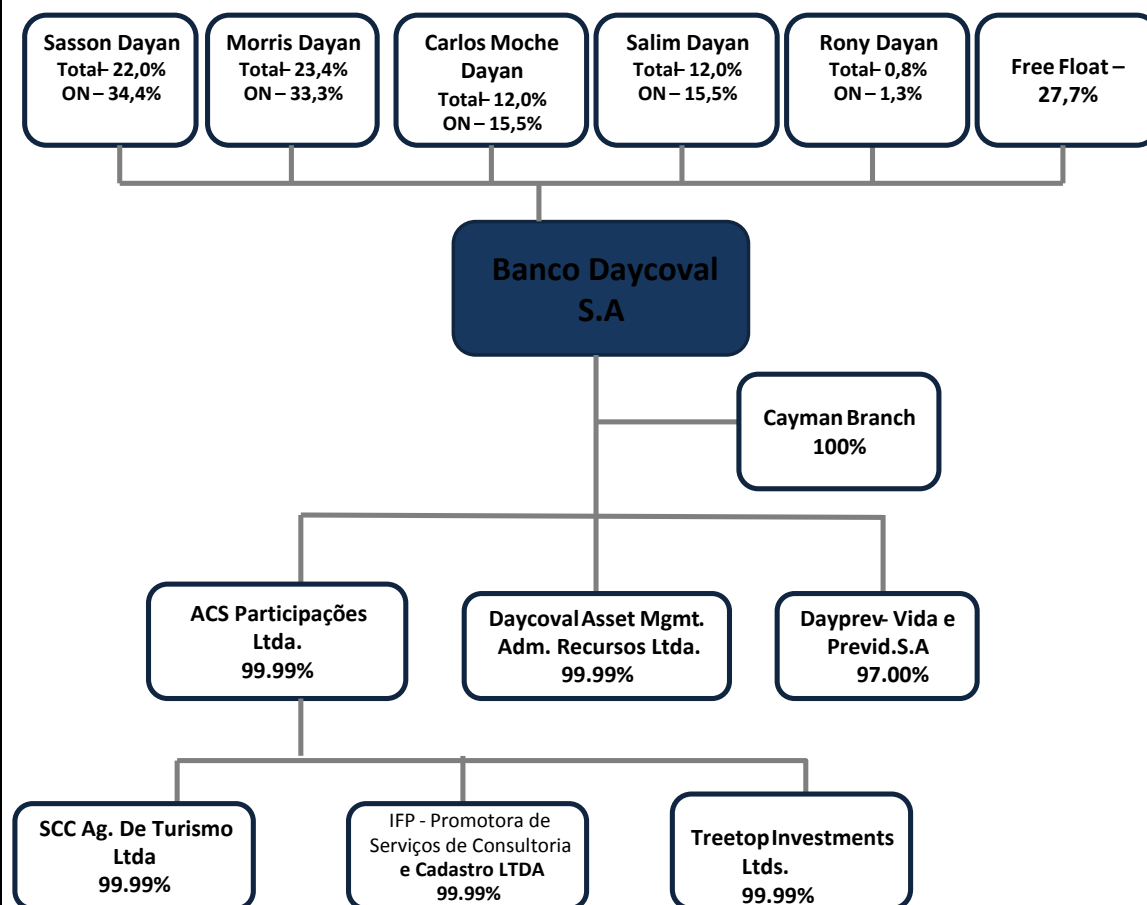 Sasson Dayan
Total– 22,0%
ON – 34,4%
Morris Dayan
Total– 23,4%
ON – 33,3%
Carlos Moche
Dayan
Total– 12,0%
ON – 15,5%
Salim Dayan
Total– 12,0%
ON – 15,5%
Rony Dayan
Total– 0,8%
ON – 1,3%
Free Float –
27,7%
Banco Daycoval
S.A
Cayman Branch
100%
ACS Participações
Ltda.
99.99%
Daycoval Asset Mgmt.
Adm. Recursos Ltda.
99.99%
Dayprev- Vida e
Previd.S.A
97.00%
SCC Ag. De Turismo
Ltda
99.99%
IFP - Promotora de
Serviços de Consultoria
e Cadastro LTDA
99.99%
Treetop Investments
Ltds.
99.99%